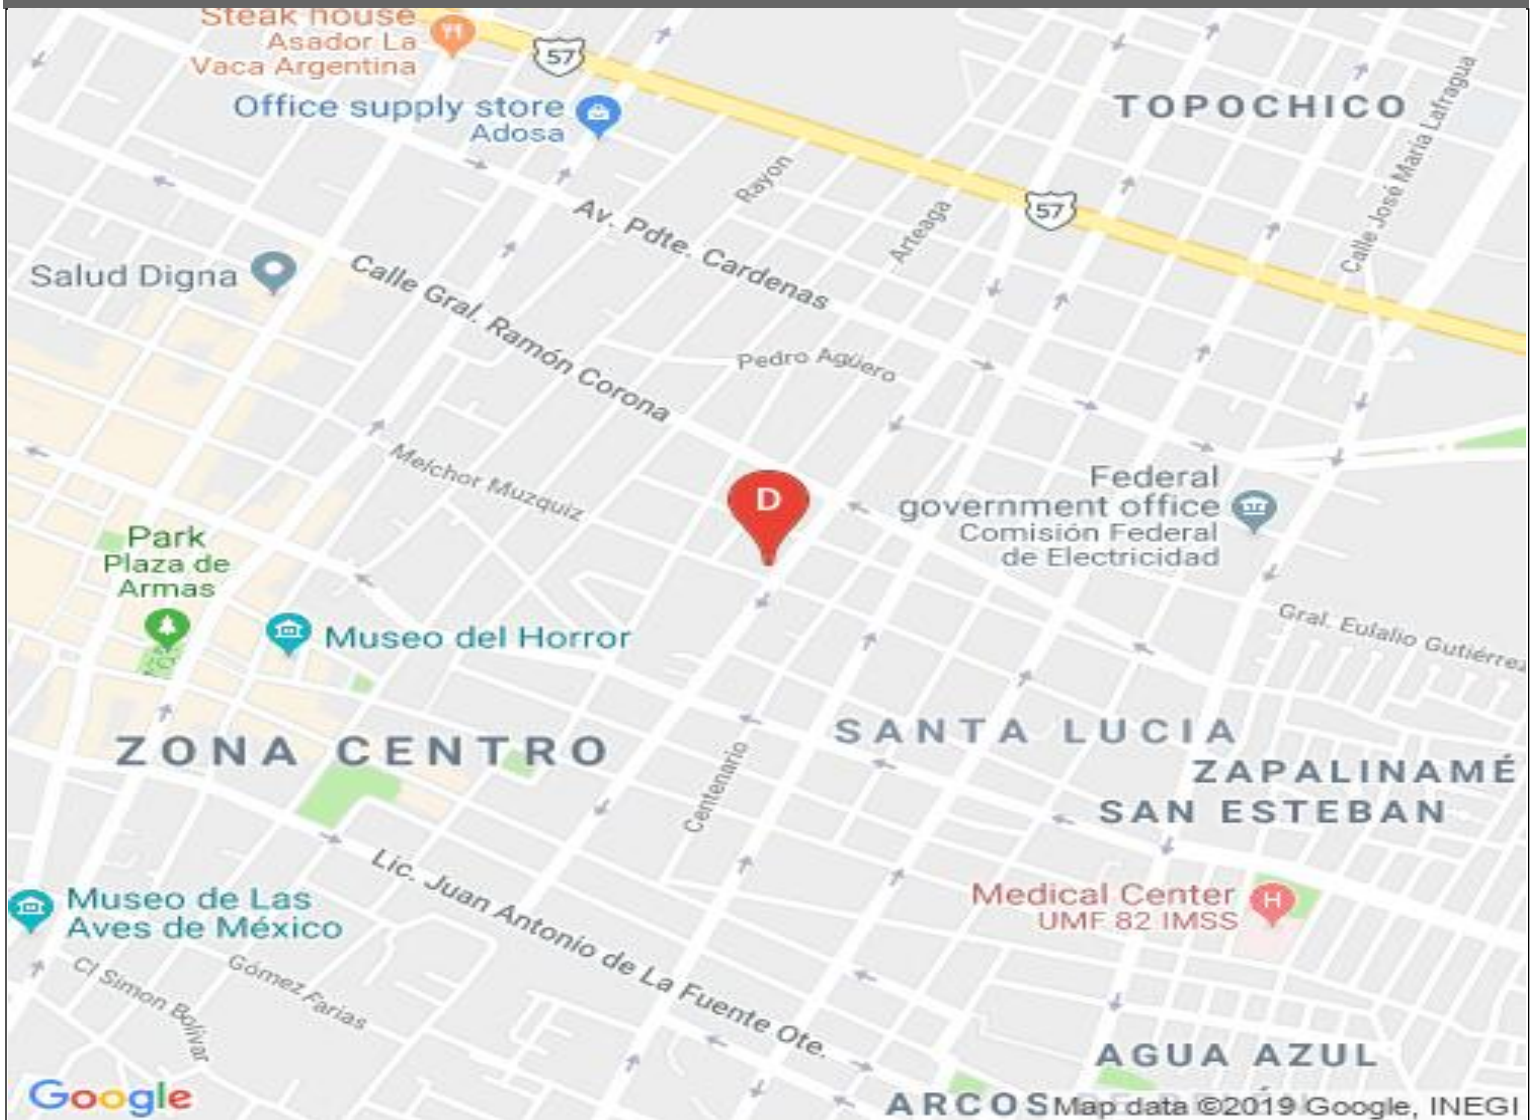 Steak house
Asador La
Vaca Argentina
57
Office supply store
Adosa
TOPOCHICO
Calle José María Lafragua
Rayon
Arteaga
57
Av. Pdte. Cardenas
Salud Digna
Calle Gral. Ramón Corona
Pedro Agüero
Melchor Muzquiz
D
Federal
government office
Comisión Federal
de Electricidad
Park
Plaza de
Armas
Museo del Horror
Gral. Eulalio Gutiérrez
ZONA CENTRO
SANTA LUCIA
Centenario
ZAPALINAMÉ
SAN ESTEBAN
Lic. Juan Antonio de La Fuente Ote.
Museo de Las
Aves de México
Medical Center
UMF 82 IMSS
H
Cl Simon Bolívar
Gómez Farias
AGUA AZUL
Google
ARCOS
Map data ©2019 Google, INEGI